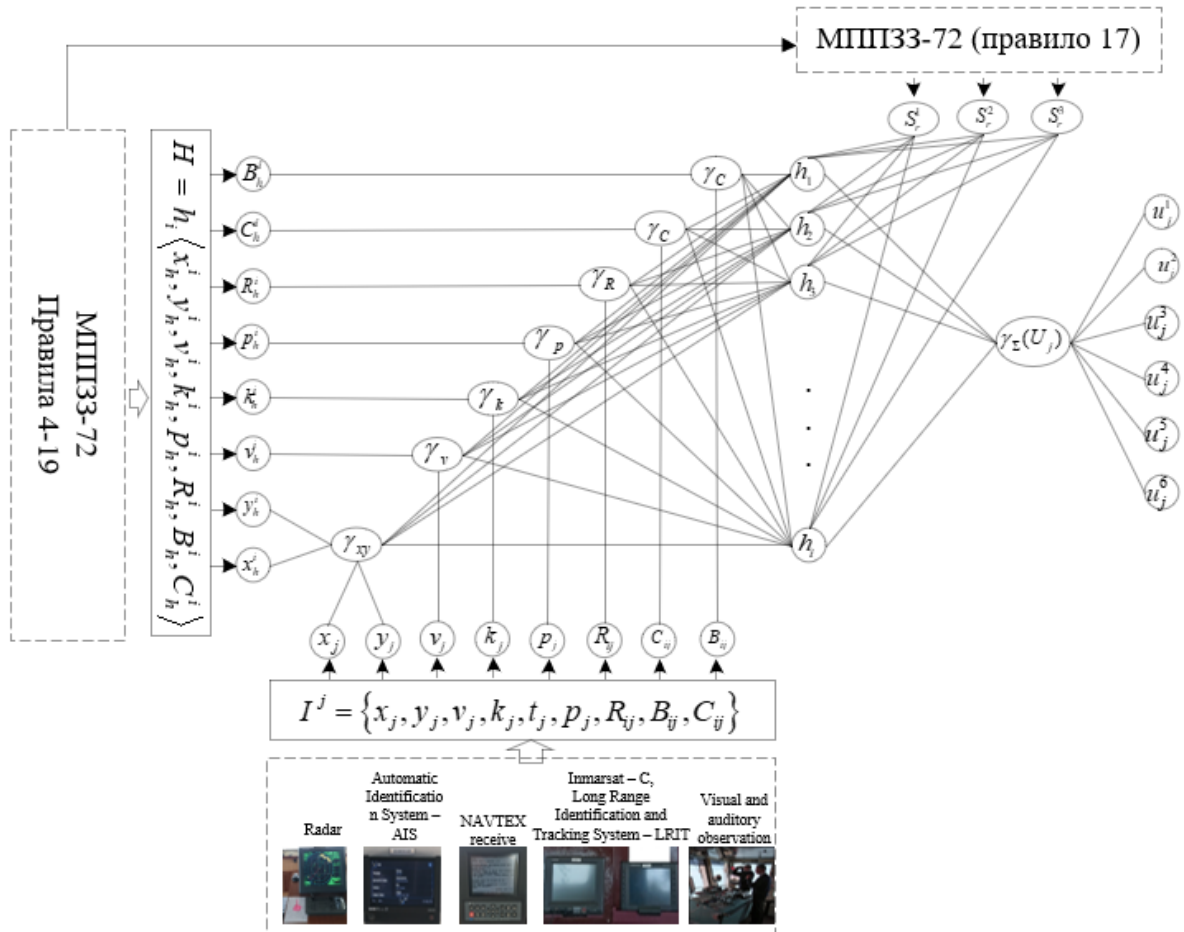 МППЗЗ-72 (правило 17)
S_r^1 S_r^2 S_r^3
МППЗЗ-72
Правила 4-19
H = h_i ⟨x_h^i, y_h^i, v_h^i, k_h^i, p_h^i, R_h^i, B_h^i, C_h^i⟩
B_h^i γ_C h_1
C_h^i γ_C h_2
R_h^i γ_R h_3
p_h^i γ_p
k_h^i γ_k
v_h^i γ_v
y_h^i
x_h^i γ_xy h_i
γ_Σ(U_j)
u_j^1
u_j^2
u_j^3
u_j^4
u_j^5
u_j^6
x_j y_j v_j k_j p_j R_ij C_ij B_ij
I^j = {x_j, y_j, v_j, k_j, t_j, p_j, R_ij, B_ij, C_ij}
Radar
Automatic
Identificatio
n System –
AIS
NAVTEX
receive
Inmarsat – C,
Long Range
Identification and
Tracking System – LRIT
Visual and
auditory
observation